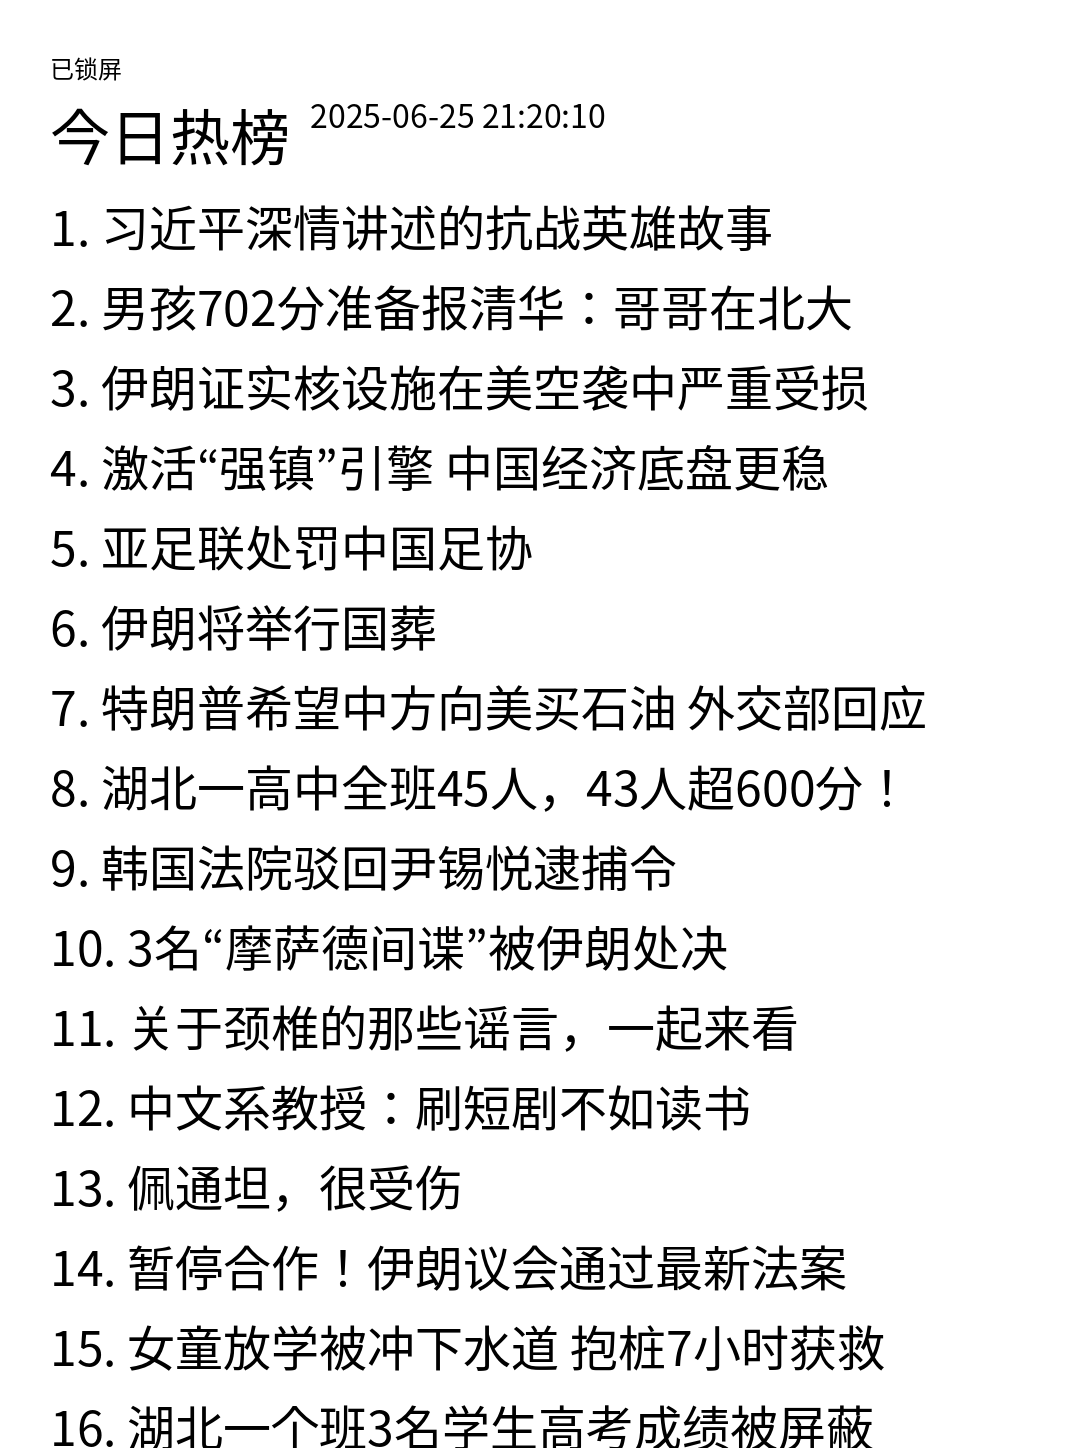 已锁屏
今日热榜 2025-06-25 21:20:10
1. 习近平深情讲述的抗战英雄故事
2. 男孩702分准备报清华：哥哥在北大
3. 伊朗证实核设施在美空袭中严重受损
4. 激活“强镇”引擎 中国经济底盘更稳
5. 亚足联处罚中国足协
6. 伊朗将举行国葬
7. 特朗普希望中方向美买石油 外交部回应
8. 湖北一高中全班45人，43人超600分！
9. 韩国法院驳回尹锡悦逮捕令
10. 3名“摩萨德间谍”被伊朗处决
11. 关于颈椎的那些谣言，一起来看
12. 中文系教授：刷短剧不如读书
13. 佩通坦，很受伤
14. 暂停合作！伊朗议会通过最新法案
15. 女童放学被冲下水道 抱桩7小时获救
16. 湖北一个班3名学生高考成绩被屏蔽